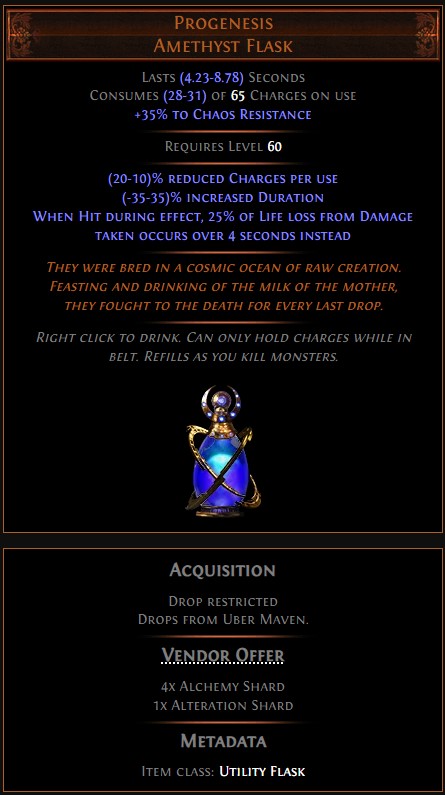 Progenesis
Amethyst Flask
Lasts (4.23-8.78) Seconds
Consumes (28-31) of 65 Charges on use
+35% to Chaos Resistance
Requires Level 60
(20-10)% reduced Charges per use
(-35-35)% increased Duration
When Hit during effect, 25% of Life loss from Damage
taken occurs over 4 seconds instead
They were bred in a cosmic ocean of raw creation.
Feasting and drinking of the milk of the mother,
they fought to the death for every last drop.
Right click to drink. Can only hold charges while in
belt. Refills as you kill monsters.
Acquisition
Drop restricted
Drops from Uber Maven.
Vendor Offer
4x Alchemy Shard
1x Alteration Shard
Metadata
Item class: Utility Flask